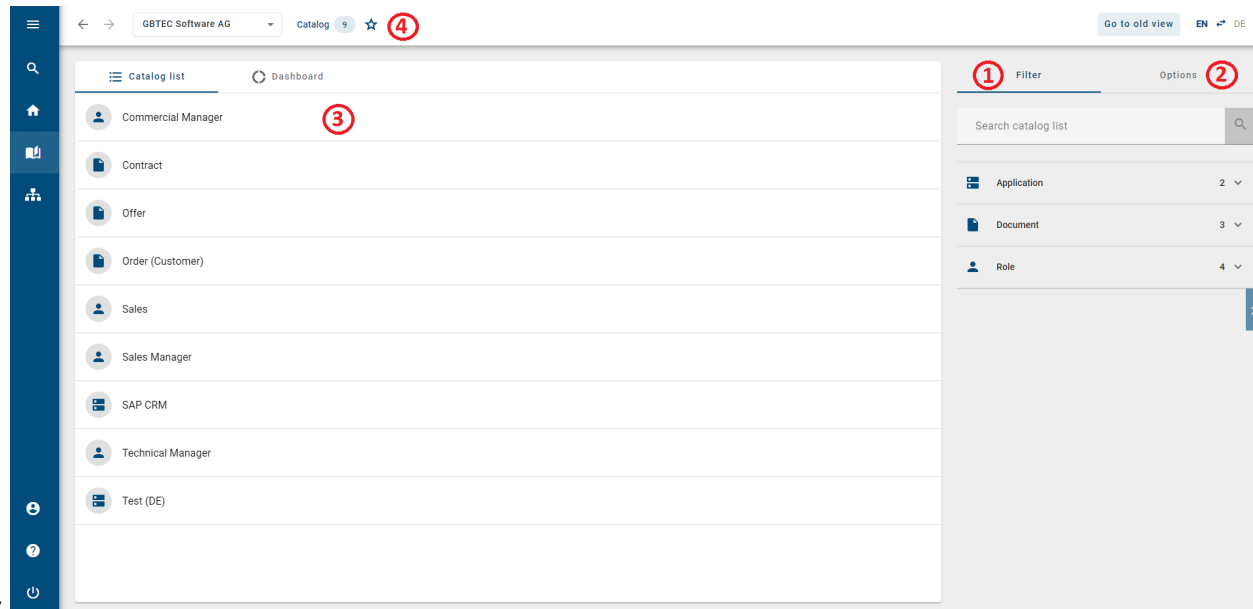 GBTEC Software AG
Catalog 9
4
Go to old view
EN DE
Catalog list
Dashboard
1
Filter
Options
2
Commercial Manager
3
Contract
Offer
Order (Customer)
Sales
Sales Manager
SAP CRM
Technical Manager
Test (DE)
Search catalog list
Application 2
Document 3
Role 4